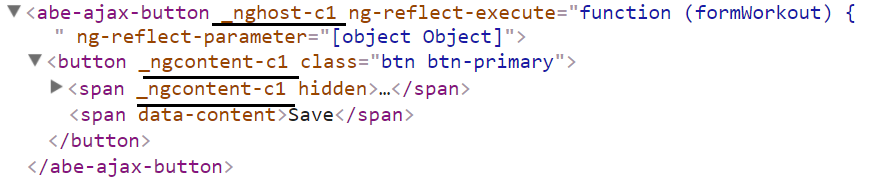 ▼<abe-ajax-button _nghost-c1 ng-reflect-execute="function (formWorkout) {
" ng-reflect-parameter="[object Object]">
▼<button _ngcontent-c1 class="btn btn-primary">
▶<span _ngcontent-c1 hidden>…</span>
<span data-content>Save</span>
</button>
</abe-ajax-button>